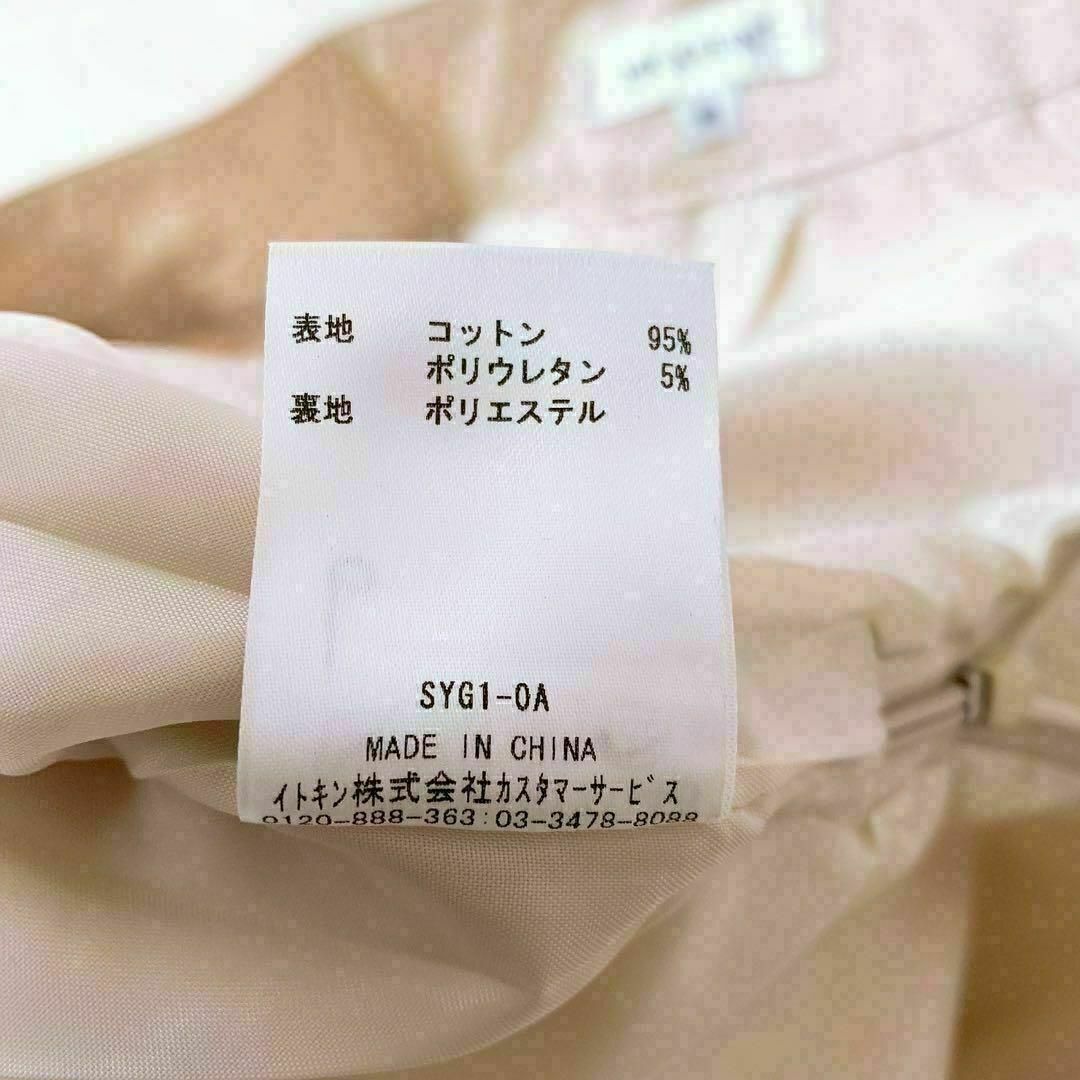 表地 コットン 95%
ポリウレタン 5%
裏地 ポリエステル
SYG1-0A
MADE IN CHINA
イトキン株式会社カスタマーサービス
0120-888-363:03-3478-8088